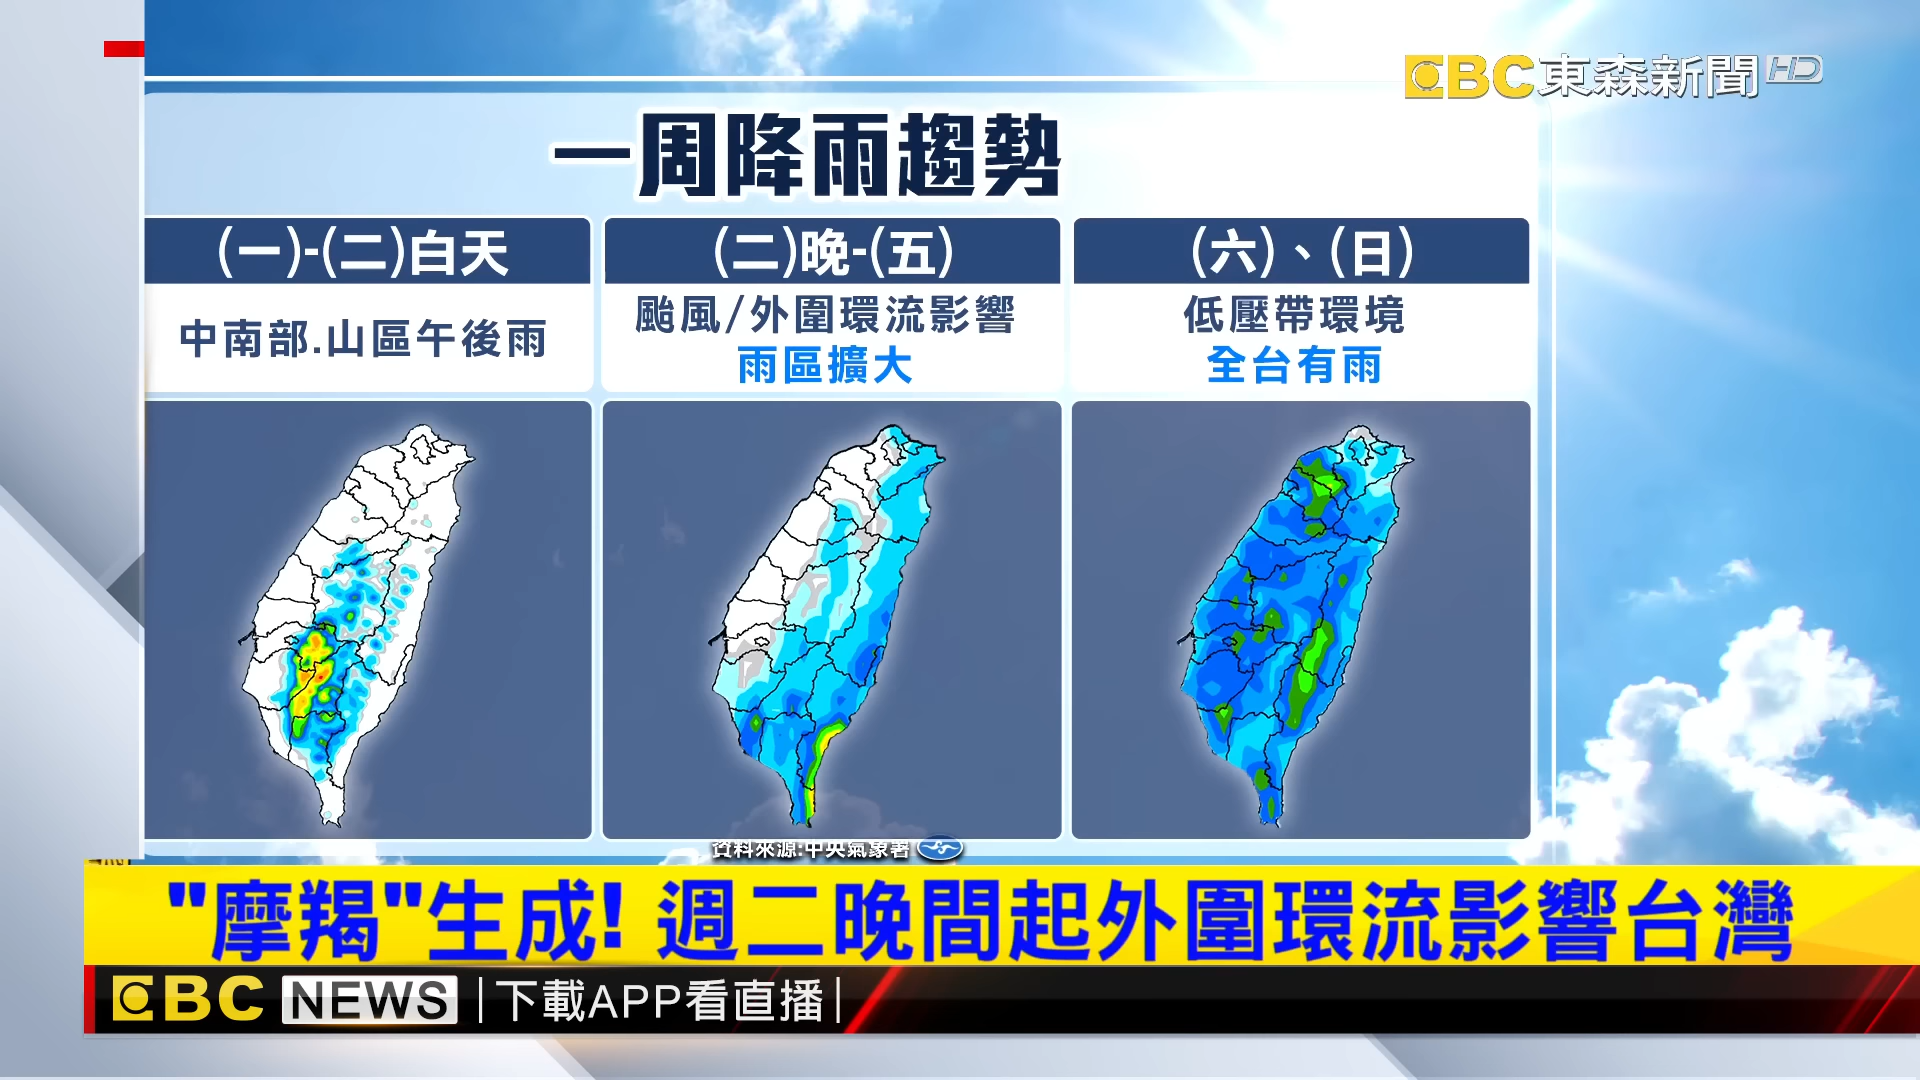 EBC東森新聞HD
一周降雨趨勢
(一)-(二)白天
中南部.山區午後雨
(二)晚-(五)
颱風/外圍環流影響
雨區擴大
(六)、(日)
低壓帶環境
全台有雨
資料來源:中央氣象署
"摩羯"生成! 週二晚間起外圍環流影響台灣
EBC NEWS|下載APP看直播|